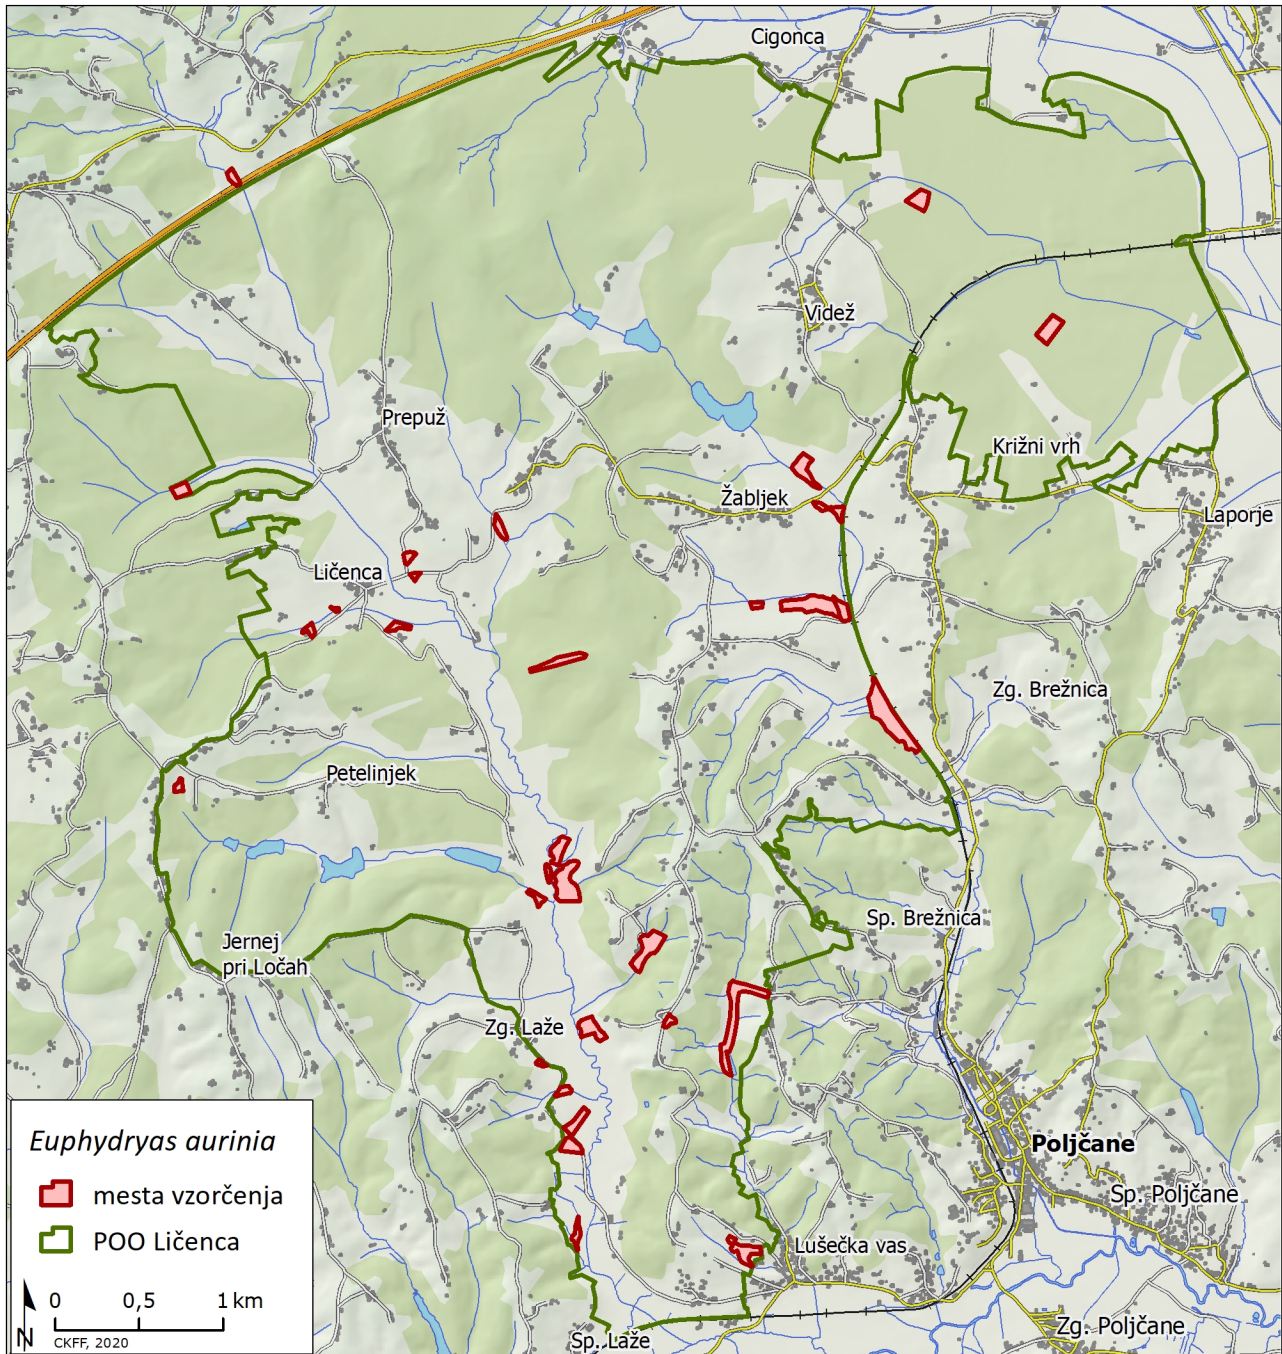 Cigonca
Videž
Prepuž
Križni vrh
Žabljek
Laporje
Ličenca
Zg. Brežnica
Petelinjek
Sp. Brežnica
Jernej
pri Ločah
Zg. Laže
Poljčane
Sp. Poljčane
Lušečka vas
Zg. Poljčane
Sp. Laže
Euphydryas aurinia
mesta vzorčenja
POO Ličenca
0 0,5 1 km
N
CKFF, 2020